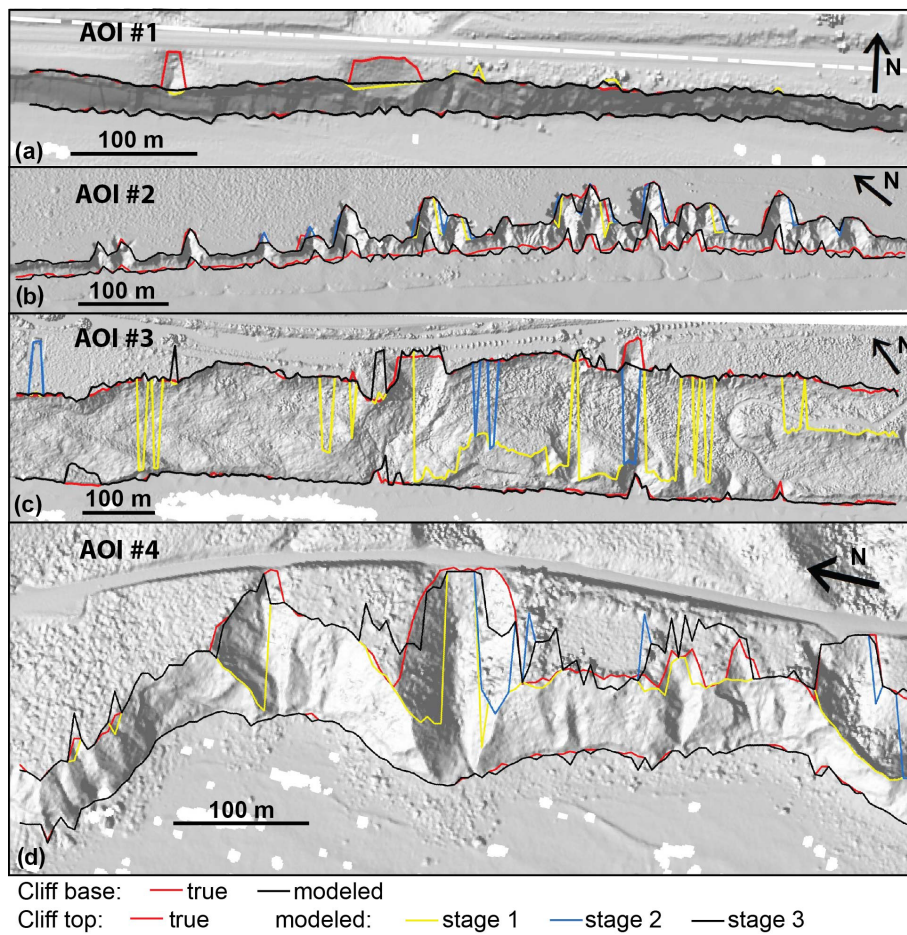 AOI #1
N
100 m
(a)
AOI #2
N
100 m
(b)
AOI #3
N
100 m
(c)
AOI #4
N
100 m
(d)
Cliff base: true modeled
Cliff top: true modeled: stage 1 stage 2 stage 3